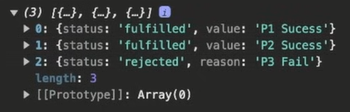 ▼ (3) [{…}, {…}, {…}] i
▶ 0: {status: 'fulfilled', value: 'P1 Sucess'}
▶ 1: {status: 'fulfilled', value: 'P2 Sucess'}
▶ 2: {status: 'rejected', reason: 'P3 Fail'}
length: 3
▶ [[Prototype]]: Array(0)